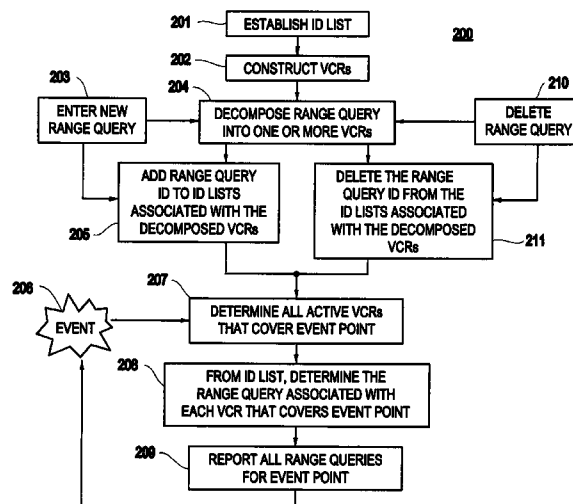 201
ESTABLISH ID LIST
200
202
CONSTRUCT VCRs
203
204
210
ENTER NEW
RANGE QUERY
DECOMPOSE RANGE QUERY
INTO ONE OR MORE VCRs
DELETE
RANGE QUERY
ADD RANGE QUERY
ID TO ID LISTS
ASSOCIATED WITH THE
DECOMPOSED VCRs
205
DELETE THE RANGE
QUERY ID FROM THE
ID LISTS ASSOCIATED
WITH THE DECOMPOSED
VCRs
211
206
EVENT
207
DETERMINE ALL ACTIVE VCRs
THAT COVER EVENT POINT
208
FROM ID LIST, DETERMINE THE
RANGE QUERY ASSOCIATED WITH
EACH VCR THAT COVERS EVENT POINT
209
REPORT ALL RANGE QUERIES
FOR EVENT POINT